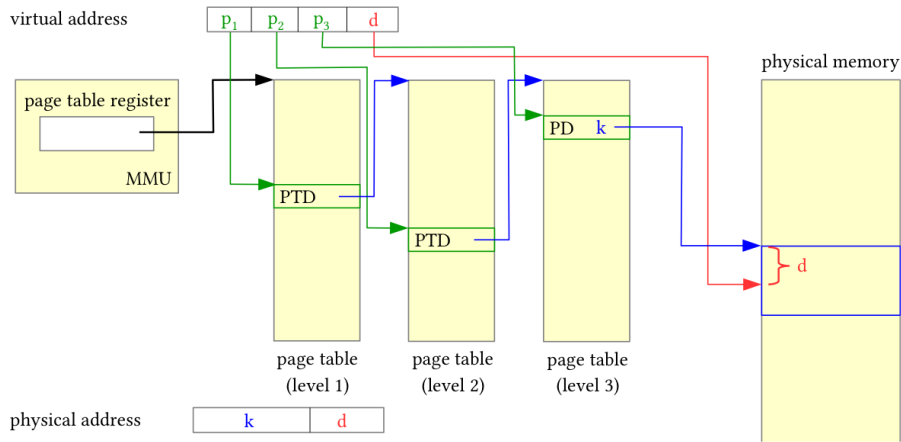 virtual address
p1 p2 p3 d
physical memory
page table register
MMU
PD k
PTD
PTD
d
page table
(level 1)
page table
(level 2)
page table
(level 3)
physical address
k d